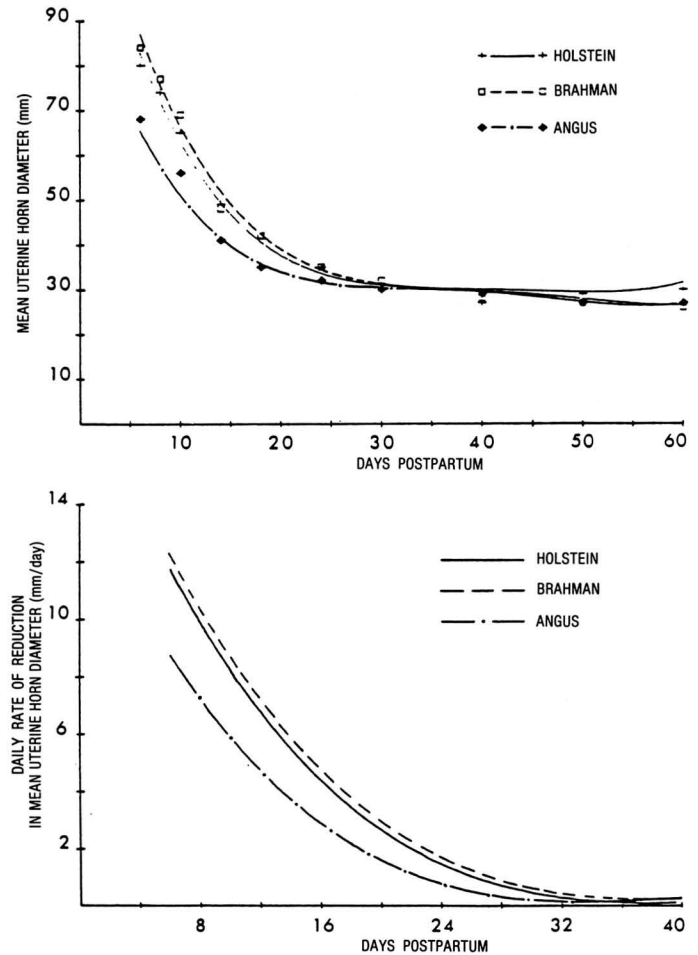 90
70
50
30
10
MEAN UTERINE HORN DIAMETER (mm)
HOLSTEIN
BRAHMAN
ANGUS
10 20 30 40 50 60
DAYS POSTPARTUM
14
10
6
2
DAILY RATE OF REDUCTION
IN MEAN UTERINE HORN DIAMETER (mm/day)
HOLSTEIN
BRAHMAN
ANGUS
8 16 24 32 40
DAYS POSTPARTUM